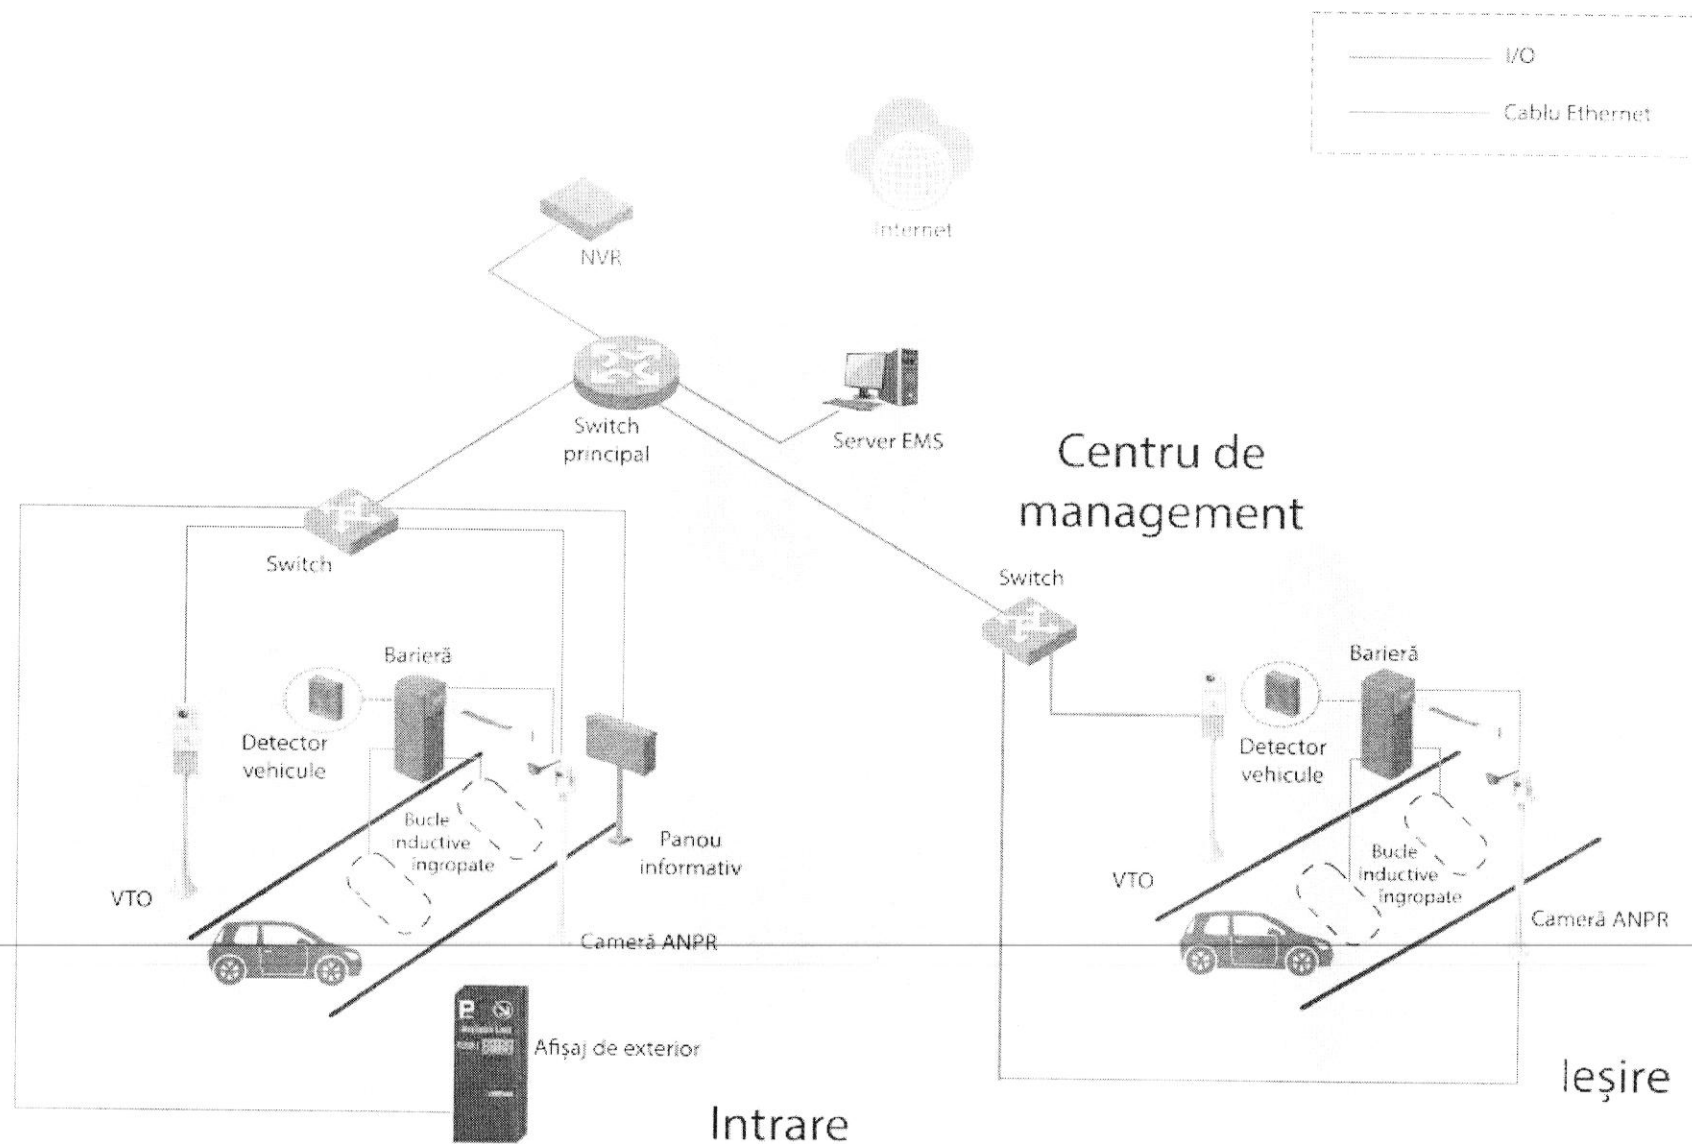 I/O
Cablu Ethernet
Internet
NVR
Switch
principal
Server EMS
Centru de
management
Switch
Switch
Barieră
Detector
vehicule
Bucle
inductive
îngropate
Panou
informativ
VTO
Cameră ANPR
P
Afișaj de exterior
Intrare
Barieră
Detector
vehicule
Bucle
inductive
îngropate
VTO
Cameră ANPR
Ieșire